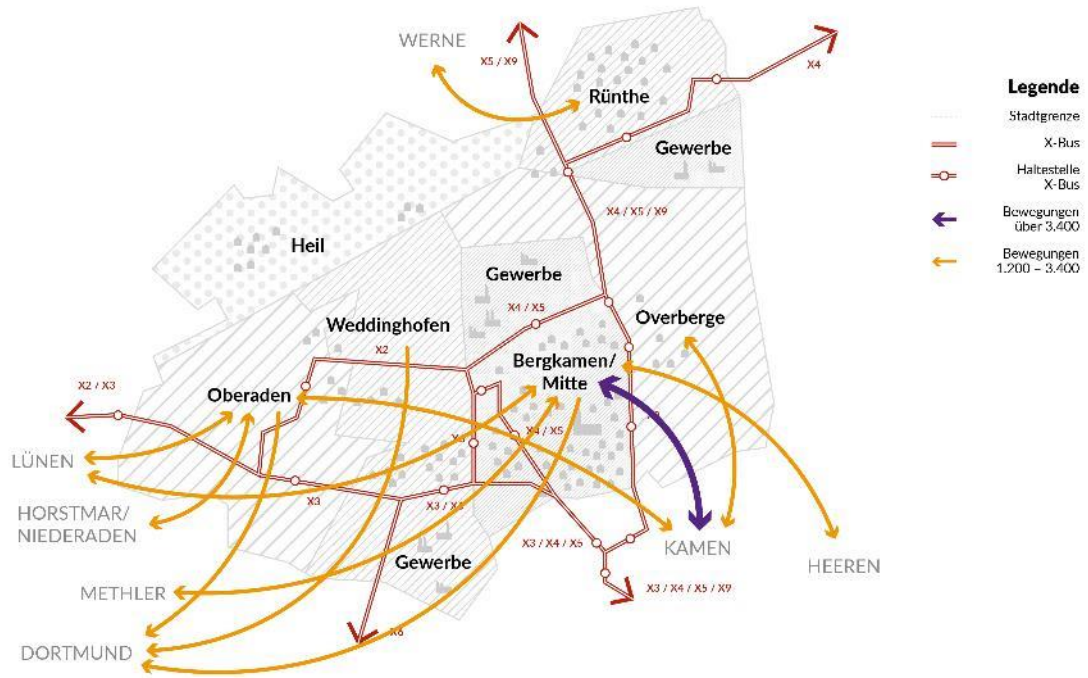 WERNE
X5 / X9
X4
Rünthe
Gewerbe
Legende
Stadtgrenze
X-Bus
Haltestelle
X-Bus
Bewegungen
über 3.400
Bewegungen
1.200 – 3.400
X4 / X5 / X9
Heil
Gewerbe
X4 / X5
Weddinghofen
X2
Overberge
Bergkamen/
Mitte
Oberaden
X2 / X3
X4 / X5
LÜNEN
X3
HORSTMAR/
NIEDERADEN
X3 / X4 / X5
KAMEN
HEEREN
Gewerbe
METHLER
X3 / X4 / X5 / X9
X6
DORTMUND